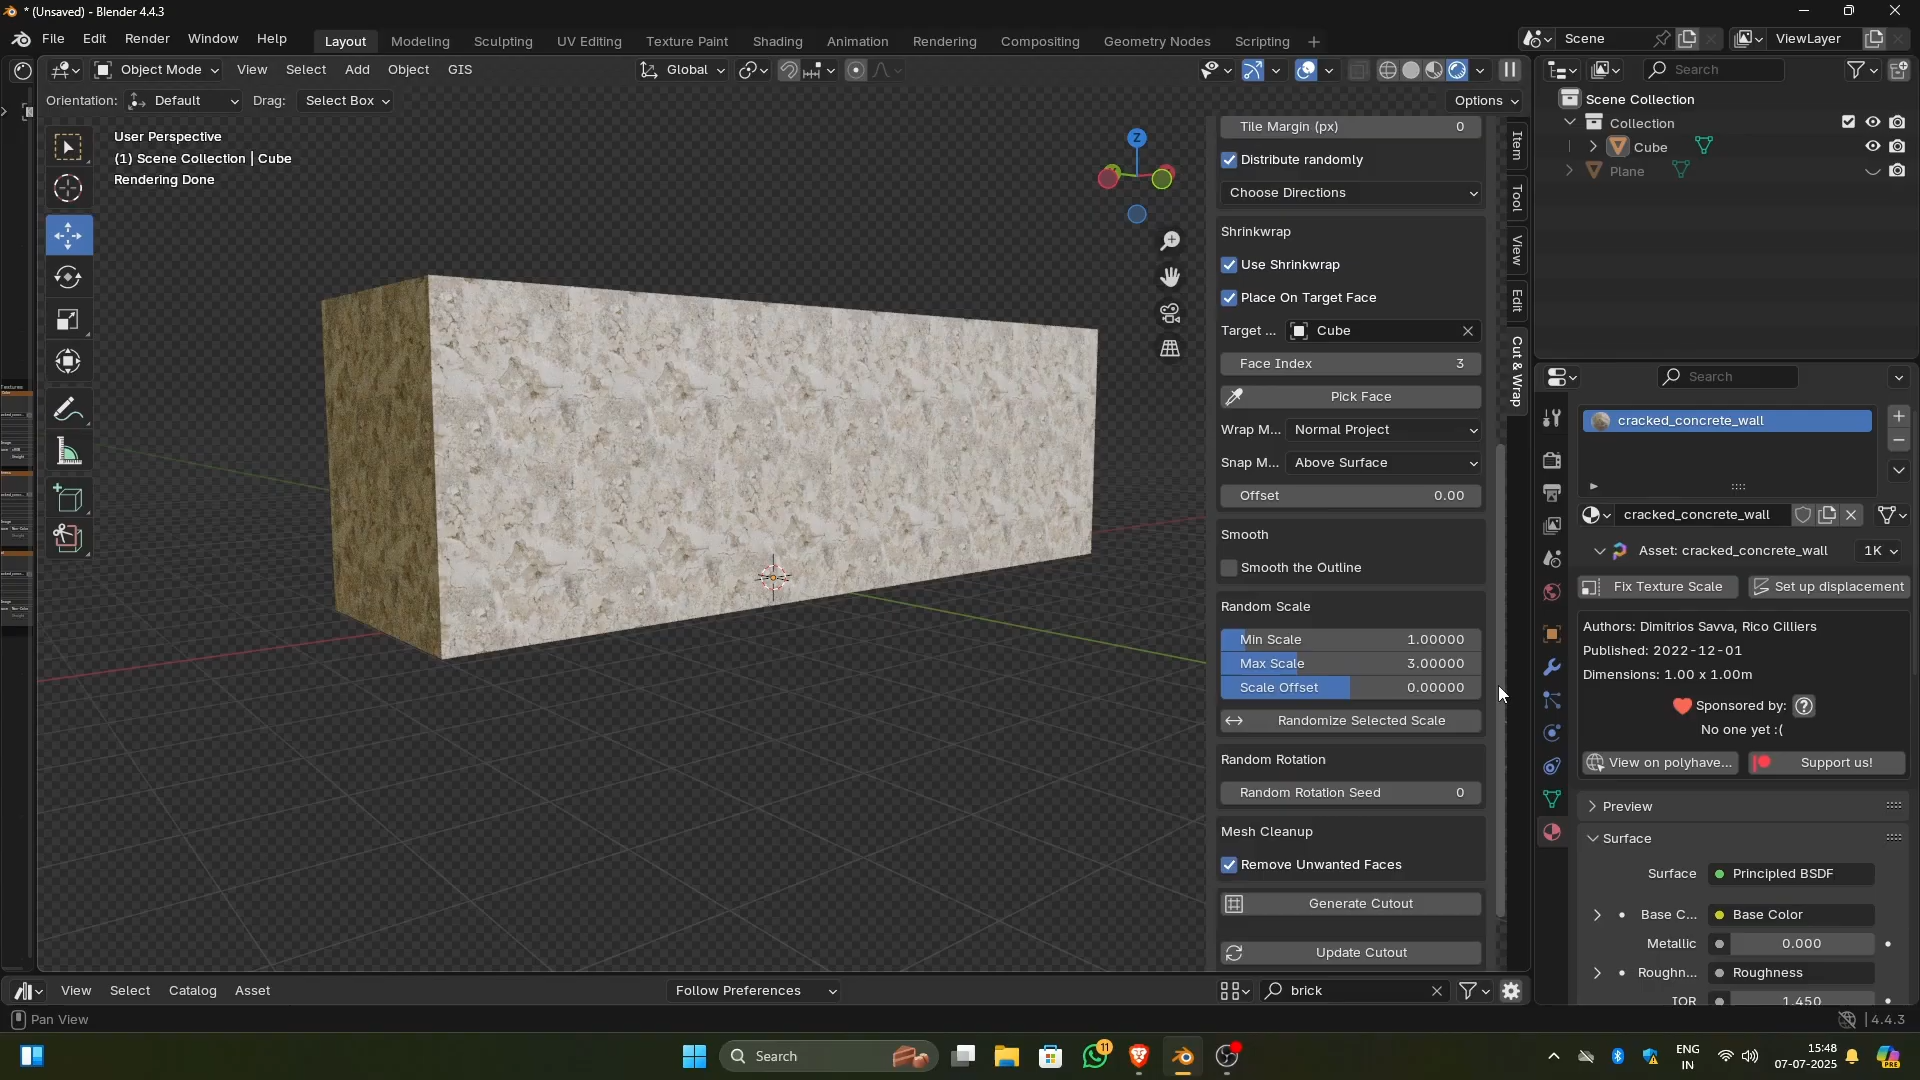 * (Unsaved) - Blender 4.4.3
File Edit Render Window Help
Layout Modeling Sculpting UV Editing Texture Paint Shading Animation Rendering Compositing Geometry Nodes Scripting +
Scene
ViewLayer
Object Mode View Select Add Object GIS
Global
Search
Orientation: Default Drag: Select Box
Options
User Perspective
(1) Scene Collection | Cube
Rendering Done
Z
Tile Margin (px) 0
Distribute randomly
Choose Directions
Shrinkwrap
Use Shrinkwrap
Place On Target Face
Target ... Cube
Face Index 3
Pick Face
Wrap M... Normal Project
Snap M... Above Surface
Offset 0.00
Smooth
Smooth the Outline
Random Scale
Min Scale 1.00000
Max Scale 3.00000
Scale Offset 0.00000
Randomize Selected Scale
Random Rotation
Random Rotation Seed 0
Mesh Cleanup
Remove Unwanted Faces
Generate Cutout
Update Cutout
Item
Tool
View
Edit
Cut & Wrap
Scene Collection
Collection
Cube
Plane
Search
cracked_concrete_wall
cracked_concrete_wall
Asset: cracked_concrete_wall 1K
Fix Texture Scale Set up displacement
Authors: Dimitrios Savva, Rico Cilliers
Published: 2022-12-01
Dimensions: 1.00 x 1.00m
Sponsored by: ?
No one yet :(
View on polyhave... Support us!
Preview
Surface
Surface Principled BSDF
Base C... Base Color
Metallic 0.000
Roughn... Roughness
IOR 1.450
View Select Catalog Asset
Follow Preferences
brick
Pan View
4.4.3
Search
11
ENG
IN
15:48
07-07-2025
PRE